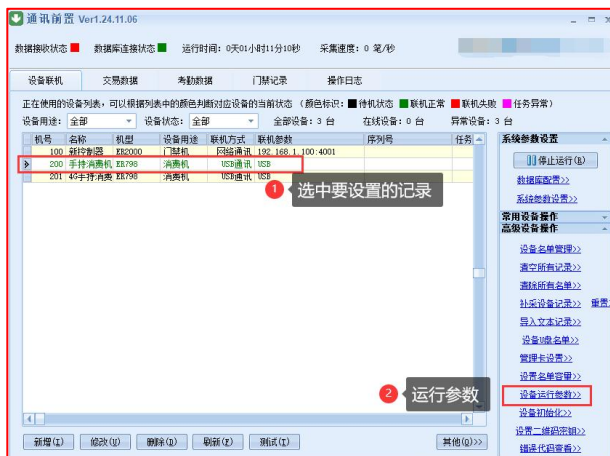 通讯前置 Ver1.24.11.06
数据接收状态 数据库连接状态 运行时间：0天01小时11分10秒 采集速度：0 笔/秒
设备联机 交易数据 考勤数据 门禁记录 操作日志
正在使用的设备列表，可以根据列表中的颜色判断对应设备的当前状态 （颜色标识： 待机状态 联机正常 联机失败 任务异常）
设备用途： 全部 设备状态： 全部 全部设备：3 台 在线设备：0 台 异常设备：3 台
机号 名称 机型 设备用途 联机方式 联机参数 序列号 任务
100 新控制器 ER2000 门禁机 网络通讯 192.168.1.100:4001
200 手持消费机 ER798 消费机 USB通讯 USB
201 4G手持消费 ER798 消费机 USB通讯 USB
1 选中要设置的记录
系统参数设置
停止运行(R)
数据库配置>>
系统参数设置>>
常用设备操作
高级设备操作
设备名单管理>>
清空所有记录>>
清除所有名单>>
补采设备记录>> 重置
导入文本记录>>
设备U盘名单>>
管理卡设置>>
设置名单容量>>
2 运行参数
设备运行参数>>
设备初始化>>
设置二维码密钥>>
错误代码查看>>
新增(I) 修改(U) 删除(D) 刷新(F) 测试(T) 其他(O)>>